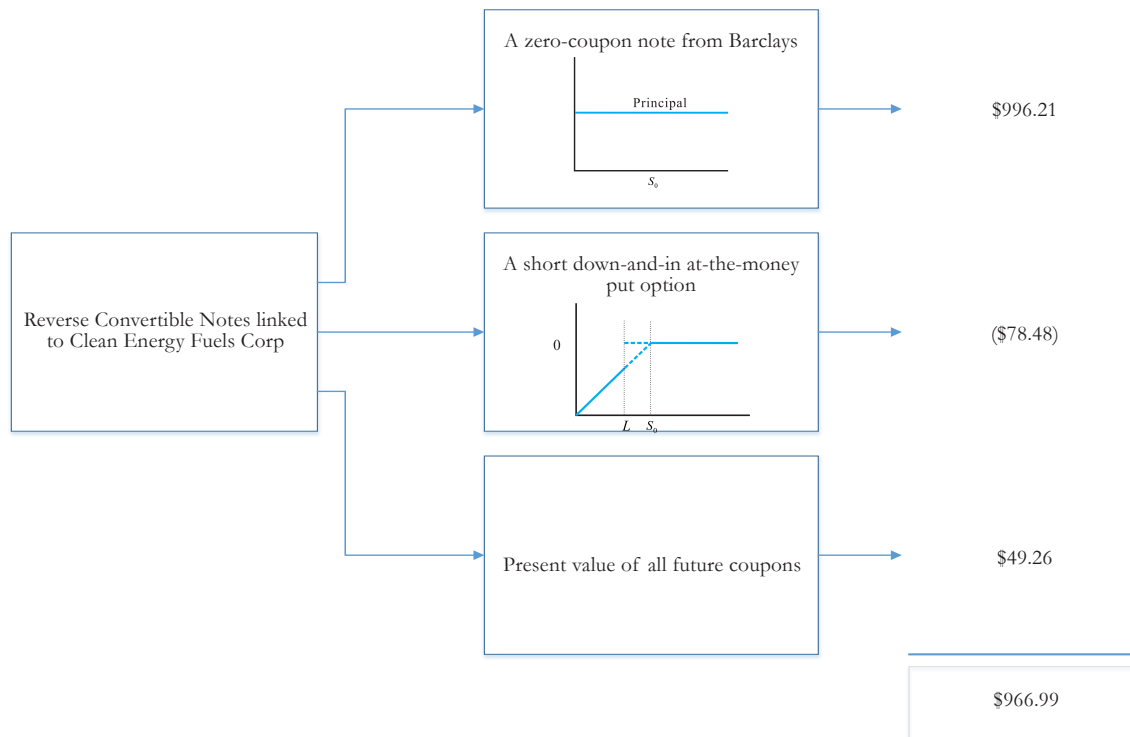 A zero-coupon note from Barclays
Principal
S₀
$996.21
Reverse Convertible Notes linked
to Clean Energy Fuels Corp
A short down-and-in at-the-money
put option
0
L S₀
($78.48)
Present value of all future coupons
$49.26
$966.99